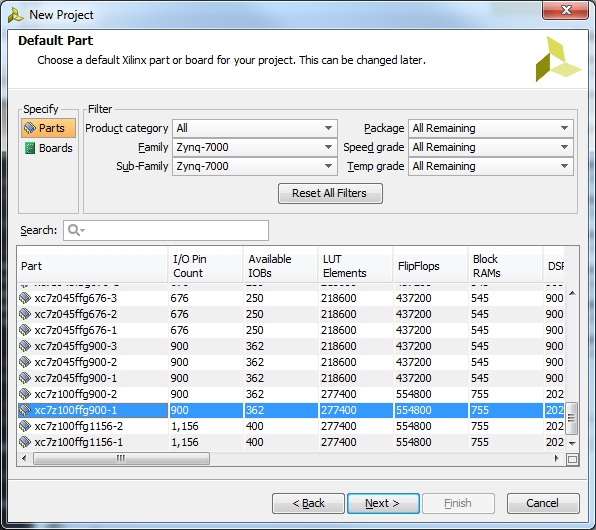 New Project
Default Part
Choose a default Xilinx part or board for your project. This can be changed later.
Specify
Parts
Boards
Filter
Product category All
Package All Remaining
Family Zynq-7000
Speed grade All Remaining
Sub-Family Zynq-7000
Temp grade All Remaining
Reset All Filters
Search:
Part I/O Pin Count Available IOBs LUT Elements FlipFlops Block RAMs DSP
xc7z045ffg676-3 676 250 218600 437200 545 900
xc7z045ffg676-2 676 250 218600 437200 545 900
xc7z045ffg676-1 676 250 218600 437200 545 900
xc7z045ffg900-3 900 362 218600 437200 545 900
xc7z045ffg900-2 900 362 218600 437200 545 900
xc7z045ffg900-1 900 362 218600 437200 545 900
xc7z100ffg900-2 900 362 277400 554800 755 202
xc7z100ffg900-1 900 362 277400 554800 755 202
xc7z100ffg1156-2 1,156 400 277400 554800 755 202
xc7z100ffg1156-1 1,156 400 277400 554800 755 202
< Back Next > Finish Cancel